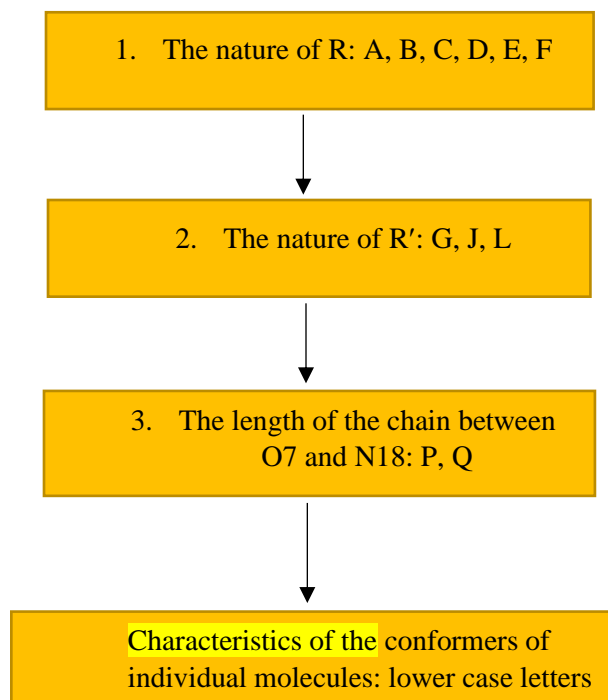 1. The nature of R: A, B, C, D, E, F
2. The nature of R′: G, J, L
3. The length of the chain between
O7 and N18: P, Q
Characteristics of the conformers of
individual molecules: lower case letters